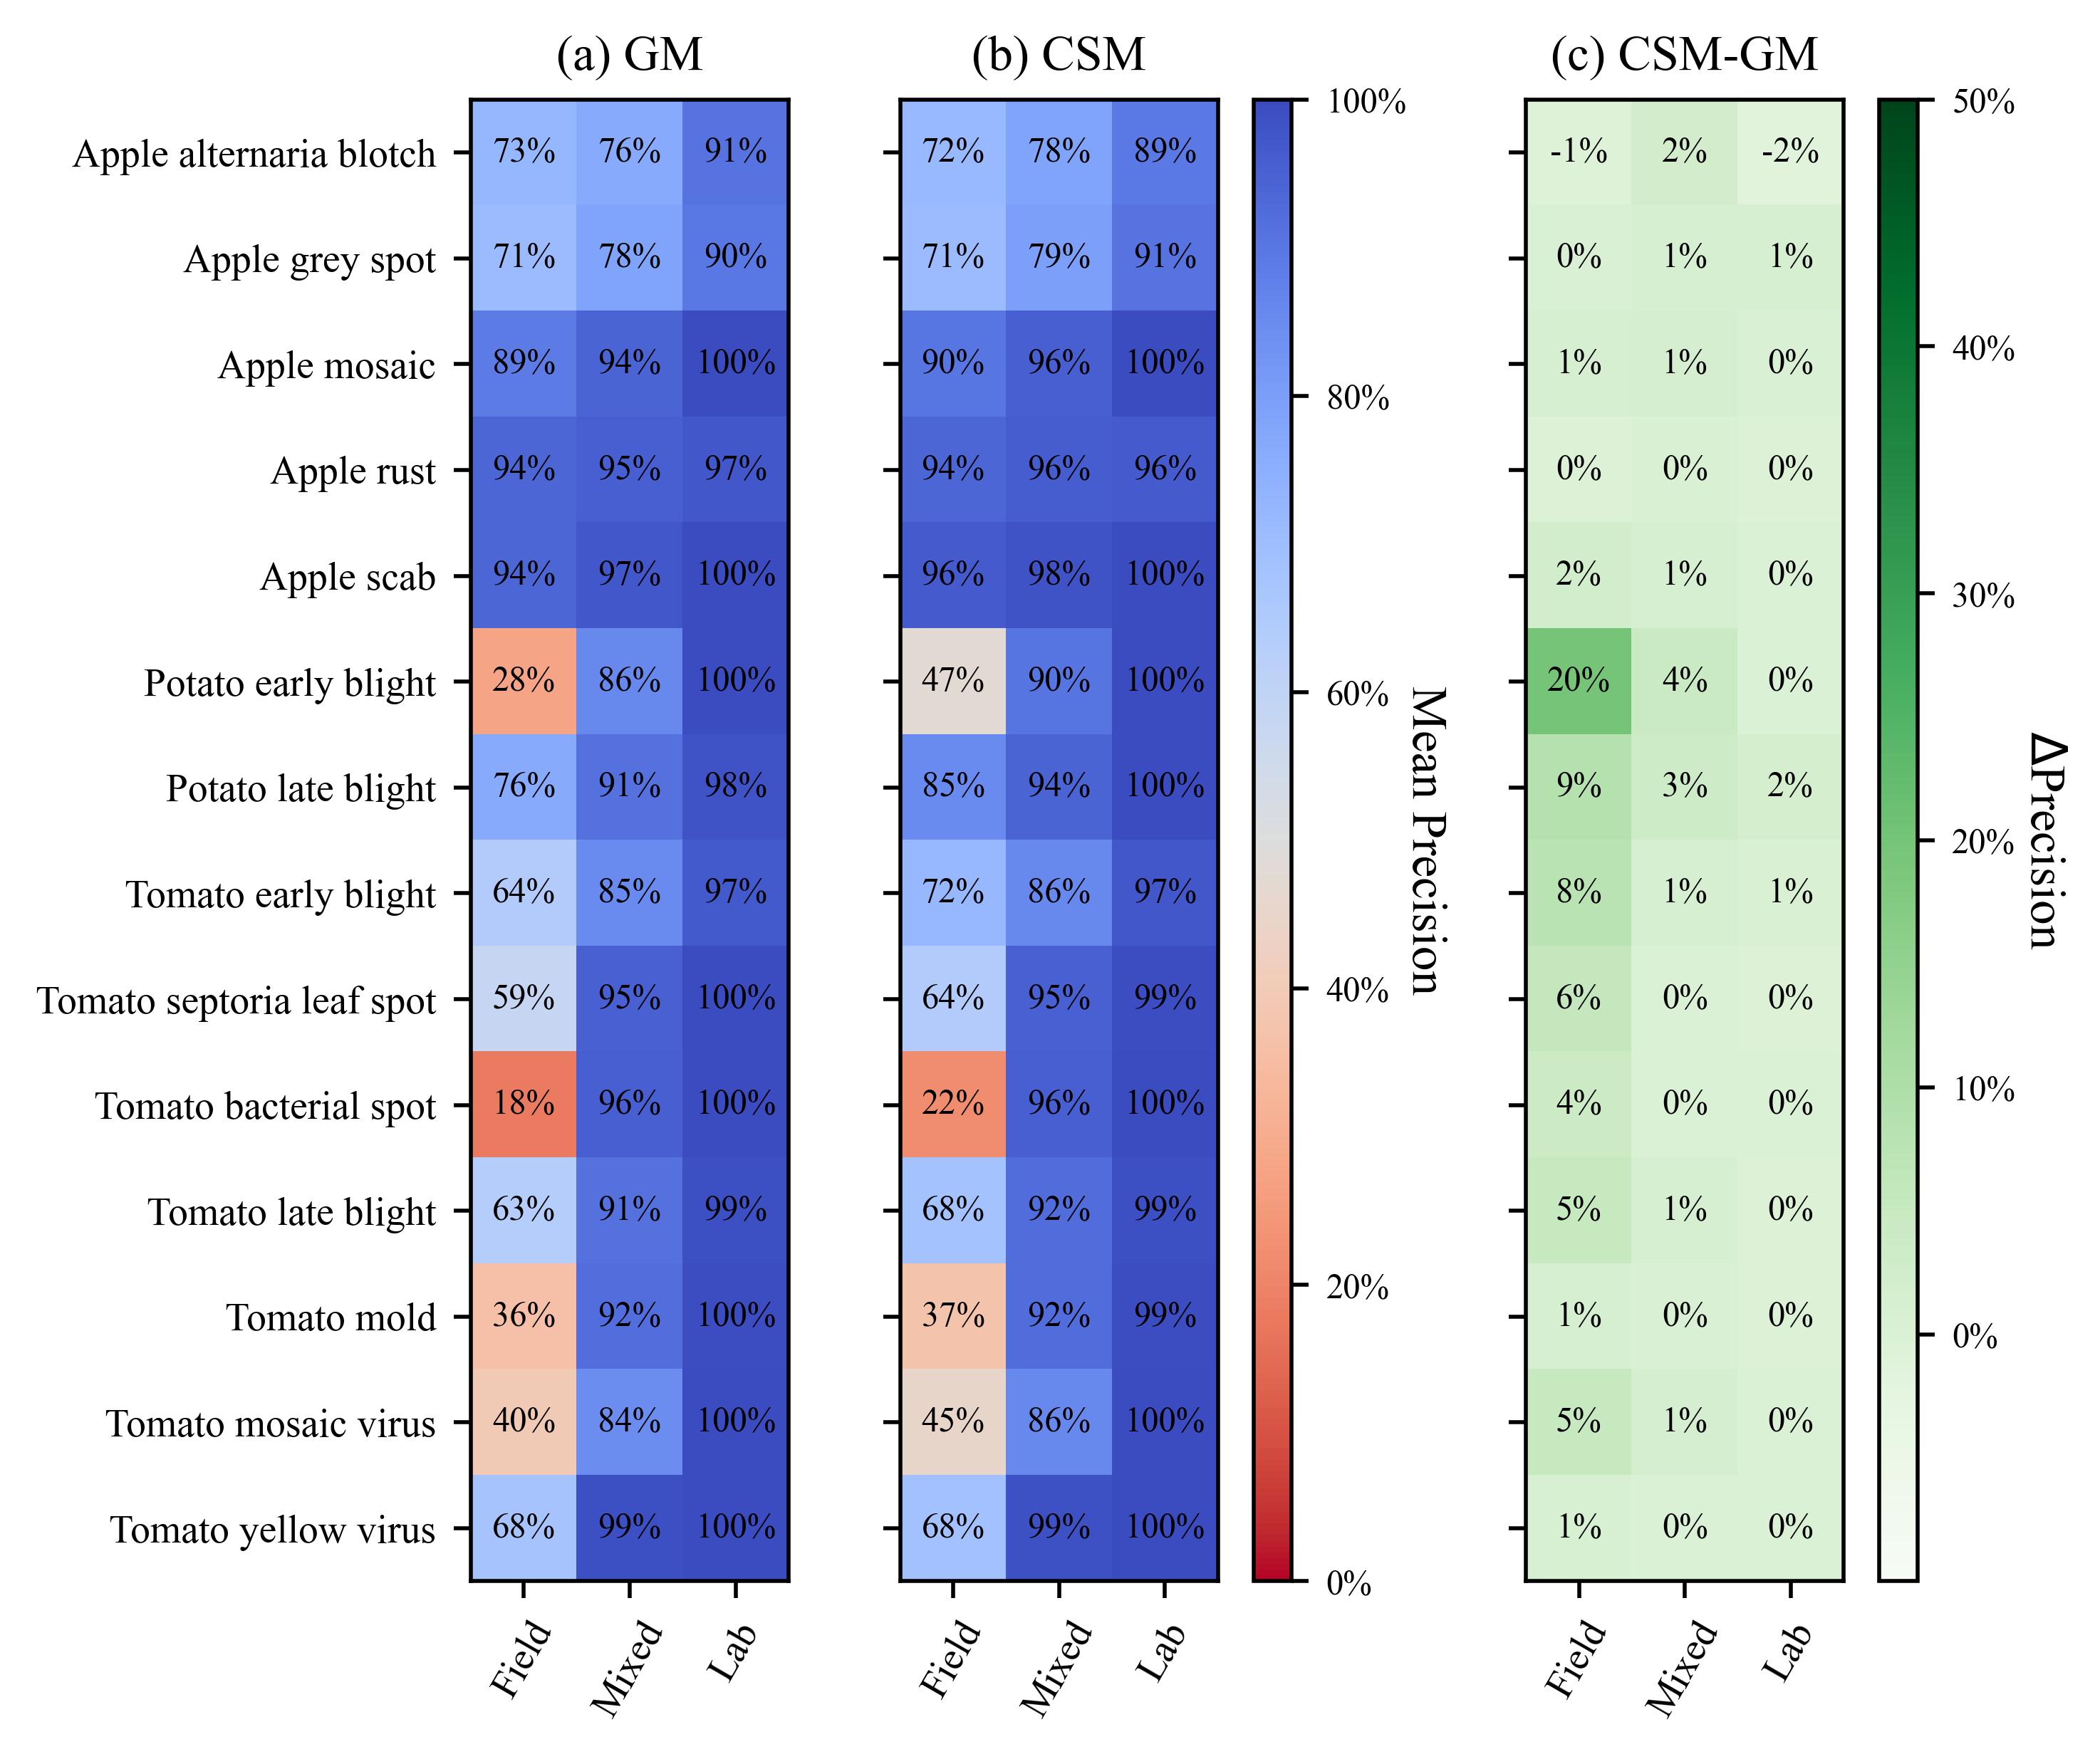 (a) GM (b) CSM (c) CSM-GM
Apple alternaria blotch 73% 76% 91% 72% 78% 89% 100% -1% 2% -2% 50%
Apple grey spot 71% 78% 90% 71% 79% 91% 0% 1% 1%
Apple mosaic 89% 94% 100% 90% 96% 100% 80% 1% 1% 0% 40%
Apple rust 94% 95% 97% 94% 96% 96% 0% 0% 0%
Apple scab 94% 97% 100% 96% 98% 100% 2% 1% 0% 30%
Potato early blight 28% 86% 100% 47% 90% 100% 60% 20% 4% 0%
Potato late blight 76% 91% 98% 85% 94% 100% 9% 3% 2% 20%
Tomato early blight 64% 85% 97% 72% 86% 97% 8% 1% 1%
Tomato septoria leaf spot 59% 95% 100% 64% 95% 99% 40% 6% 0% 0%
Tomato bacterial spot 18% 96% 100% 22% 96% 100% 4% 0% 0% 10%
Tomato late blight 63% 91% 99% 68% 92% 99% 5% 1% 0%
Tomato mold 36% 92% 100% 37% 92% 99% 20% 1% 0% 0% 0%
Tomato mosaic virus 40% 84% 100% 45% 86% 100% 5% 1% 0%
Tomato yellow virus 68% 99% 100% 68% 99% 100% 1% 0% 0%
0%
Mean Precision
ΔPrecision
Field Mixed Lab Field Mixed Lab Field Mixed Lab